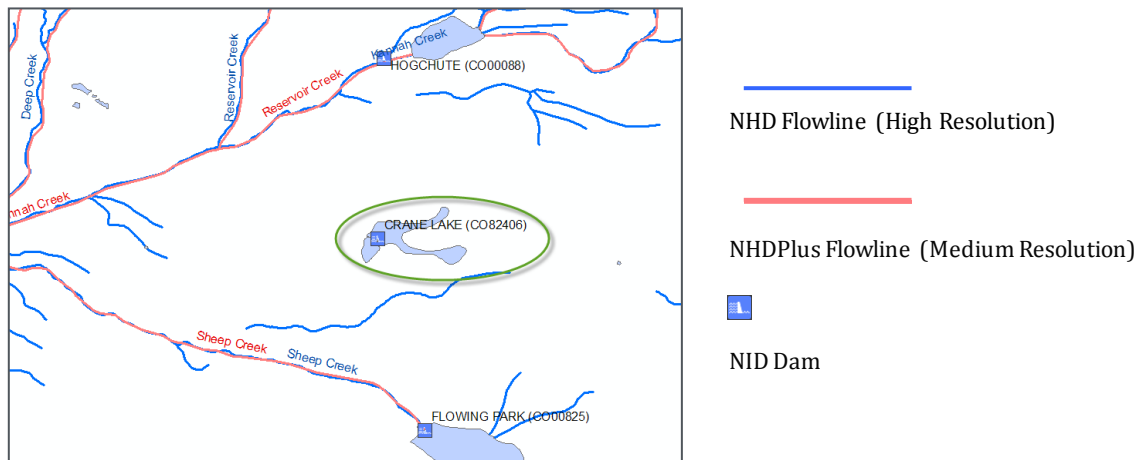 Kannah Creek
HOGCHUTE (CO00088)
Deep Creek
Reservoir Creek
Reservoir Creek
nnah Creek
CRANE LAKE (CO82406)
Sheep Creek
Sheep Creek
FLOWING PARK (CO00825)
NHD Flowline (High Resolution)
NHDPlus Flowline (Medium Resolution)
NID Dam